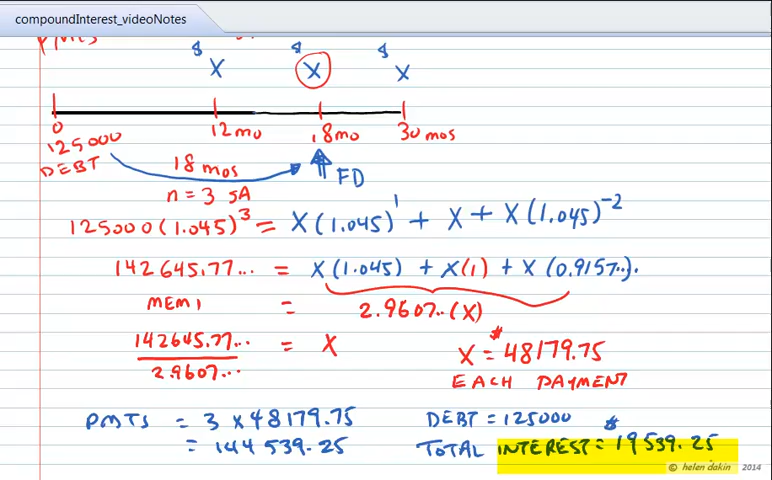 compoundInterest_videoNotes
PMTS
$ $ $
X X X
0 12 mo 18 mo 30 mos
125000
DEBT
18 mos
FD
n = 3 SA
125000(1.045)^3 = X(1.045)^1 + X + X(1.045)^-2
142645.77... = X(1.045) + X(1) + X(0.9157..).
MEM 1 = 2.9607..(X)
142645.77... = X
2.9607...
X = $48179.75
EACH PAYMENT
PMTS = 3 x 48179.75
= 144 539.25
DEBT = 125000
TOTAL INTEREST = $19539.25
© helen dakin 2014